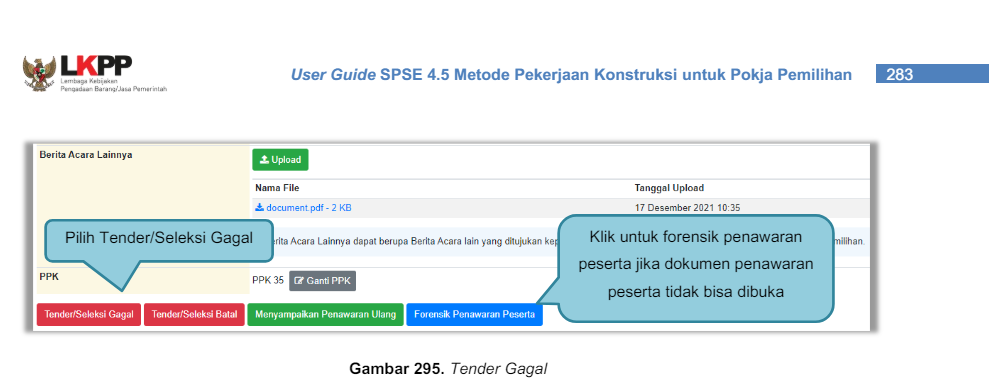 LKPP
Lembaga Kebijakan
Pengadaan Barang/Jasa Pemerintah
User Guide SPSE 4.5 Metode Pekerjaan Konstruksi untuk Pokja Pemilihan
283
Berita Acara Lainnya
Upload
Nama File
Tanggal Upload
document.pdf - 2 KB
17 Desember 2021 10:35
Pilih Tender/Seleksi Gagal
Acara Lainnya dapat berupa Berita Acara lain yang ditujukan
Klik untuk forensik penawaran
peserta jika dokumen penawaran
peserta tidak bisa dibuka
PPK
PPK 35
Ganti PPK
Tender/Seleksi Gagal
Tender/Seleksi Batal
Menyampaikan Penawaran Ulang
Forensik Penawaran Peserta
Gambar 295. Tender Gagal